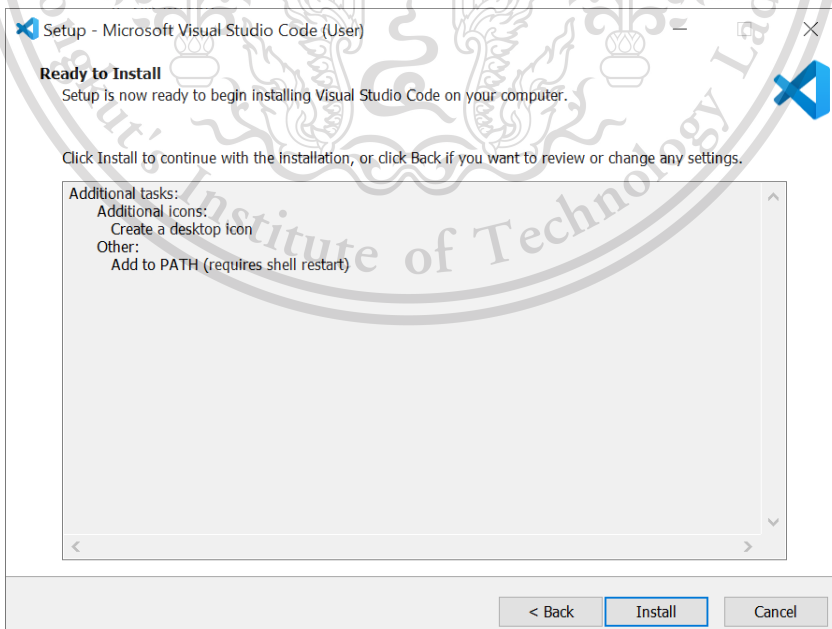 Setup - Microsoft Visual Studio Code (User)
Ready to Install
Setup is now ready to begin installing Visual Studio Code on your computer.
Click Install to continue with the installation, or click Back if you want to review or change any settings.
Additional tasks:
Additional icons:
Create a desktop icon
Other:
Add to PATH (requires shell restart)
Institute of Technology
< Back
Install
Cancel